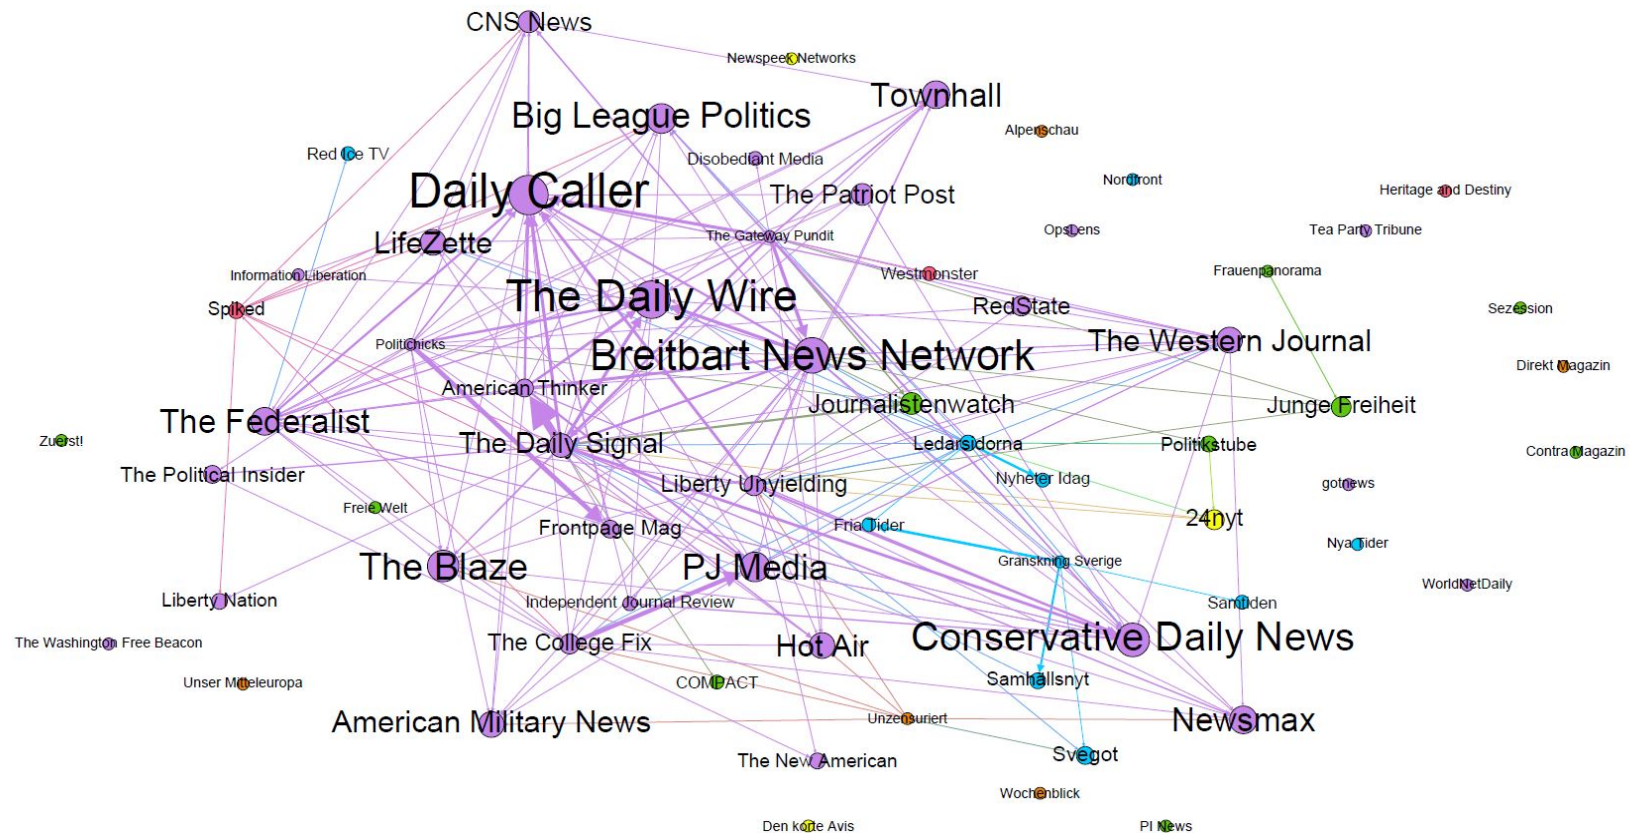 CNS News
Newspeek Networks
Townhall
Big League Politics
Alpenschau
Red Ice TV
Disobediant Media
Nordfront
Daily Caller
The Patriot Post
Heritage and Destiny
OpsLens
Tea Party Tribune
The Gateway Pundit
LifeZette
Information Liberation
Westmonster
Frauenpanorama
The Daily Wire
RedState
Spiked
Sezession
The Western Journal
Politichicks
Breitbart News Network
Direkt Magazin
American Thinker
Journalistenwatch
Junge Freiheit
The Federalist
Zuerst!
The Daily Signal
Ledarsidorna
Politikstube
Contra Magazin
The Political Insider
Nyheter Idag
Liberty Unyielding
gotnews
Freie Welt
24nyt
Frontpage Mag
Fria Tider
Nya Tider
Granskning Sverige
The Blaze
PJ Media
WorldNetDaily
Liberty Nation
Independent Journal Review
Samtiden
The Washington Free Beacon
The College Fix
Hot Air
Conservative Daily News
Unser Mitteleuropa
COMPACT
Samhällsnyt
American Military News
Unzensuriert
Newsmax
The New American
Svegot
Wochenblick
Den korte Avis
PI News